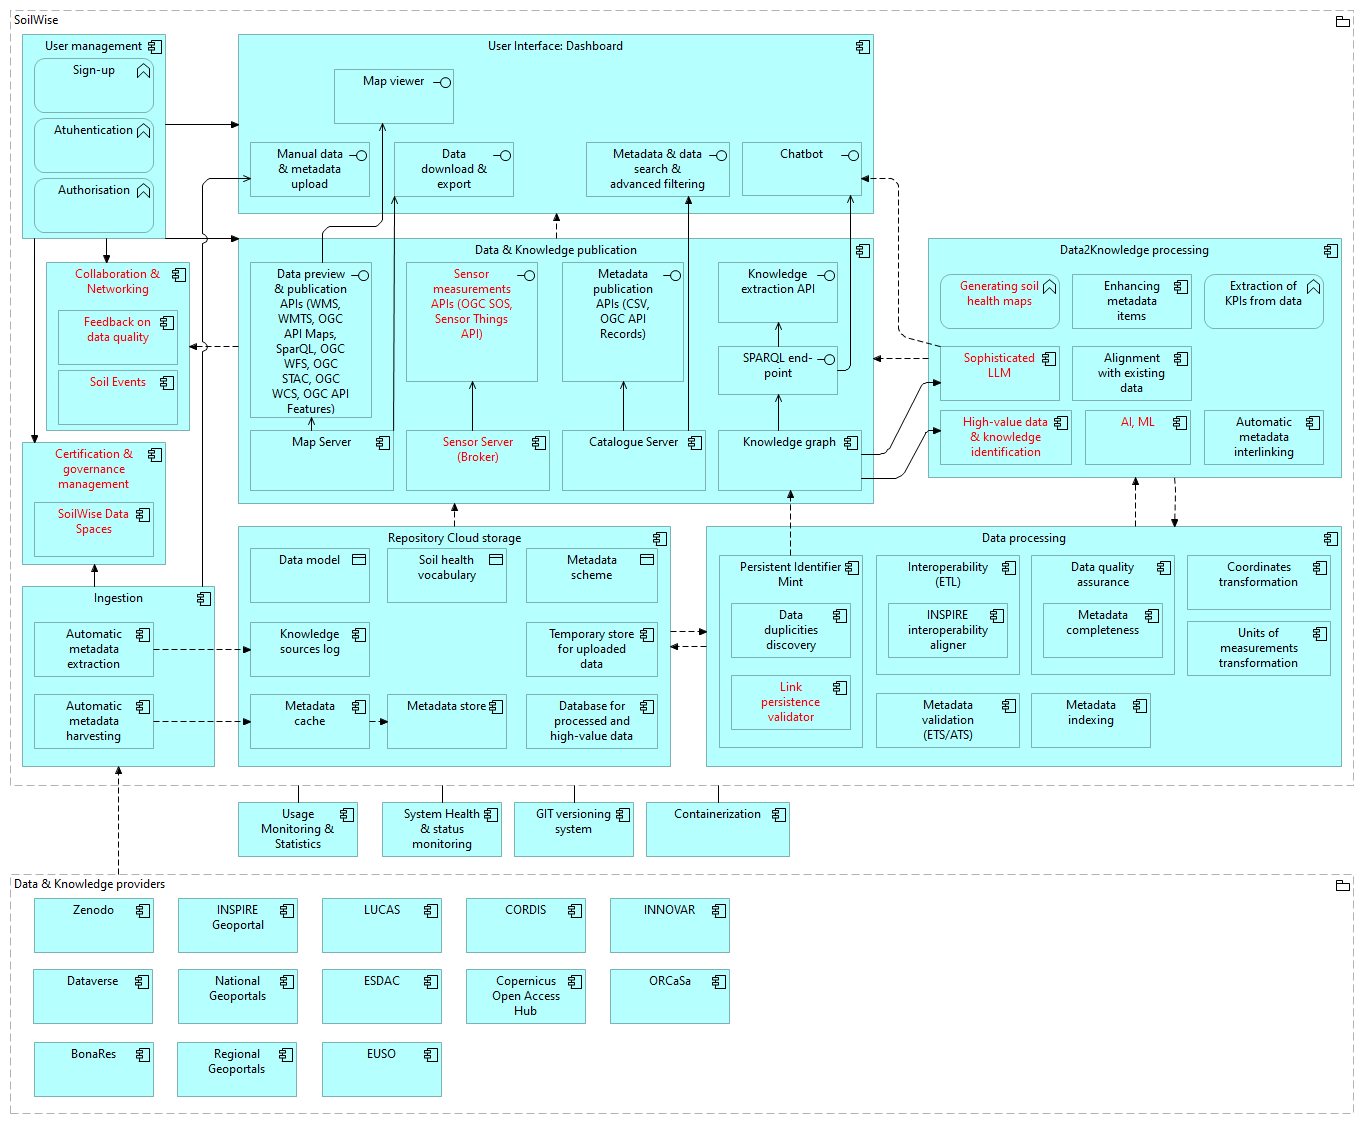 SoilWise
User management
Sign-up
Atuhentication
Authorisation
User Interface: Dashboard
Map viewer
Manual data
& metadata
upload
Data
download &
export
Metadata & data
search &
advanced filtering
Chatbot
Collaboration &
Networking
Feedback on
data quality
Soil Events
Data & Knowledge publication
Data preview
& publication
APIs (WMS,
WMTS, OGC
API Maps,
SparQL, OGC
WFS, OGC
STAC, OGC
WCS, OGC API
Features)
Sensor
measurements
APIs (OGC SOS,
Sensor Things
API)
Metadata
publication
APIs (CSV,
OGC API
Records)
Knowledge
extraction API
SPARQL end-
point
Map Server
Sensor Server
(Broker)
Catalogue Server
Knowledge graph
Data2Knowledge processing
Generating soil
health maps
Enhancing
metadata
items
Extraction of
KPIs from data
Sophisticated
LLM
Alignment
with existing
data
High-value data
& knowledge
identification
AI, ML
Automatic
metadata
interlinking
Certification &
governance
management
SoilWise Data
Spaces
Ingestion
Automatic
metadata
extraction
Automatic
metadata
harvesting
Repository Cloud storage
Data model
Soil health
vocabulary
Metadata
scheme
Knowledge
sources log
Temporary store
for uploaded
data
Metadata
cache
Metadata store
Database for
processed and
high-value data
Data processing
Persistent Identifier
Mint
Data
duplicities
discovery
Link
persistence
validator
Interoperability
(ETL)
INSPIRE
interoperability
aligner
Data quality
assurance
Metadata
completeness
Coordinates
transformation
Units of
measurements
transformation
Metadata
validation
(ETS/ATS)
Metadata
indexing
Usage
Monitoring &
Statistics
System Health
& status
monitoring
GIT versioning
system
Containerization
Data & Knowledge providers
Zenodo
INSPIRE
Geoportal
LUCAS
CORDIS
INNOVAR
Dataverse
National
Geoportals
ESDAC
Copernicus
Open Access
Hub
ORCaSa
BonaRes
Regional
Geoportals
EUSO